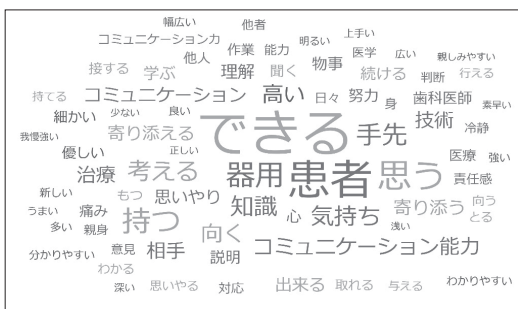 幅広い 他者
コミュニケーション力 作業 能力 明るい 上手い
他人 医学 広い 親しみやすい
接する 学ぶ 理解 聞く 物事 続ける 判断 行える
持てる コミュニケーション 高い 日々 努力 身 歯科医師 素早い
細かい 少ない 良い できる 手先 技術 冷静
我慢強い 寄り添える
優しい 正しい 医療 強い
治療 考える 器用 患者 思う 責任感
新しい もつ 思いやり 向う
うまい 痛み 持つ 知識 心 気持ち 寄り添う とる
多い 親身 向く 浅い
分かりやすい 意見 相手 説明 コミュニケーション能力
わかる
深い 思いやる 対応 出来る 取れる 与える わかりやすい